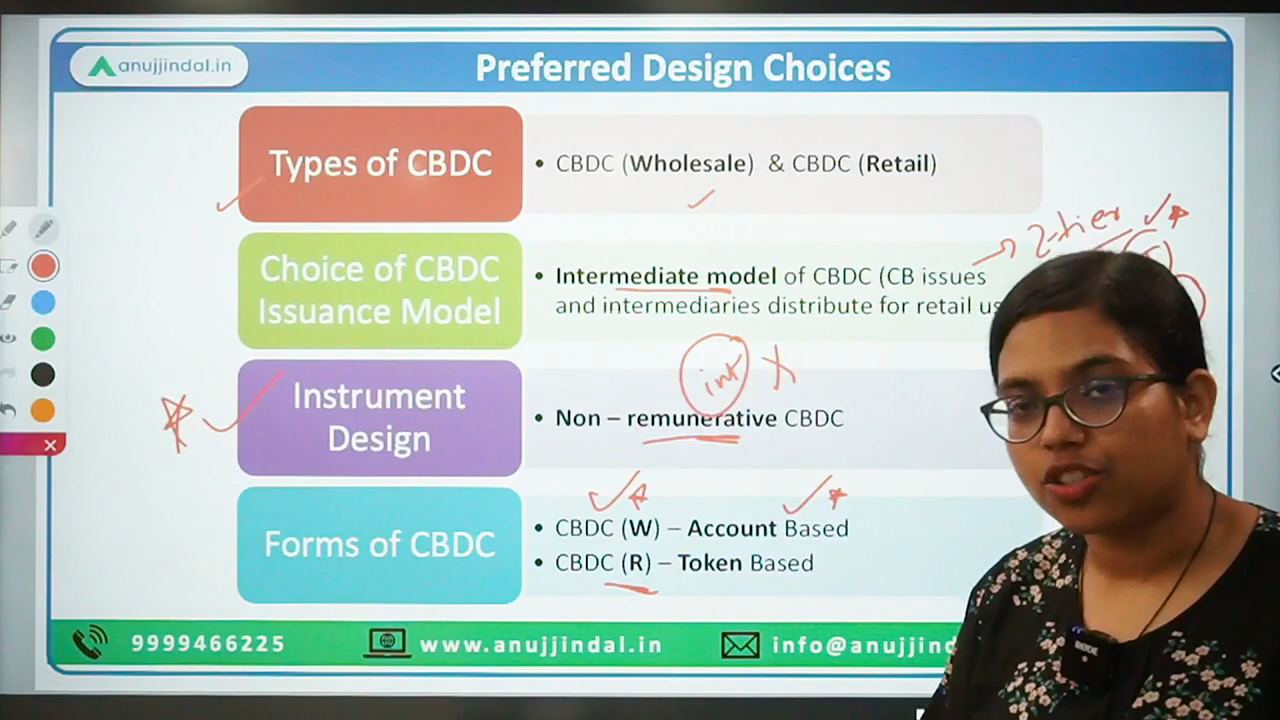 anujjindal.in
Preferred Design Choices
Types of CBDC
• CBDC (Wholesale) & CBDC (Retail)
2-tier
Choice of CBDC
Issuance Model
• Intermediate model of CBDC (CB issues
and intermediaries distribute for retail us
int
Instrument
Design
• Non – remunerative CBDC
Forms of CBDC
• CBDC (W) – Account Based
• CBDC (R) – Token Based
9999466225
www.anujjindal.in
info@anujjind